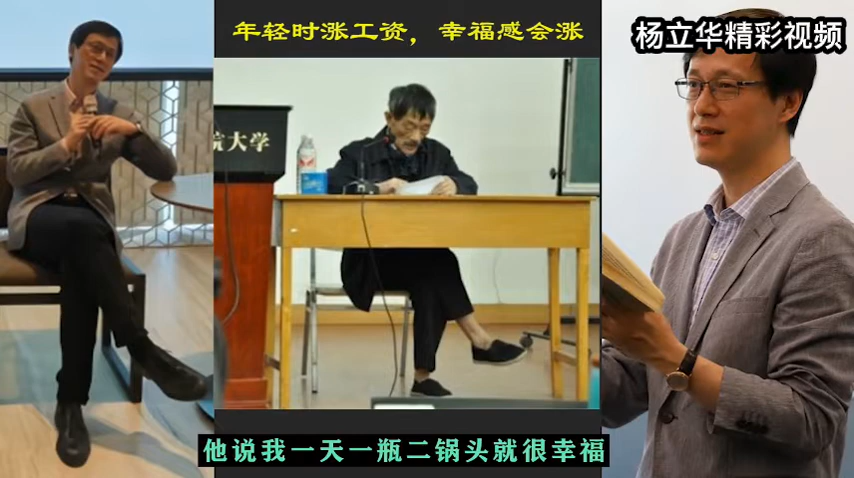 年轻时涨工资，幸福感会涨
杨立华精彩视频
院大学
他说我一天一瓶二锅头就很幸福